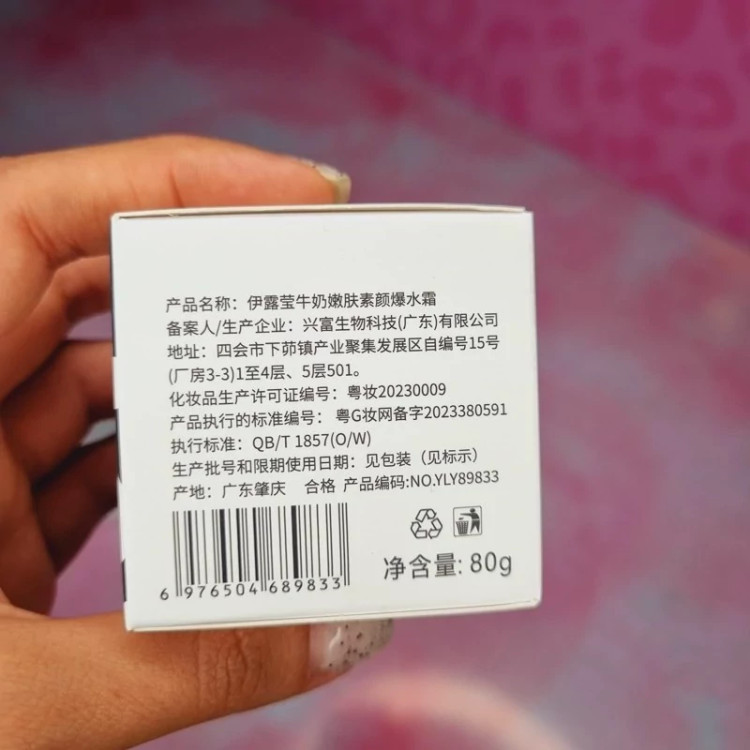 产品名称：伊露莹牛奶嫩肤素颜爆水霜
备案人/生产企业：兴富生物科技(广东)有限公司
地址：四会市下茆镇产业聚集发展区自编号15号
(厂房3-3)1至4层、5层501。
化妆品生产许可证编号：粤妆20230009
产品执行的标准编号： 粤G妆网备字2023380591
执行标准：QB/T 1857(O/W)
生产批号和限期使用日期：见包装（见标示）
产地：广东肇庆 合格 产品编码:NO.YLY89833
6 976504 689833
净含量: 80g